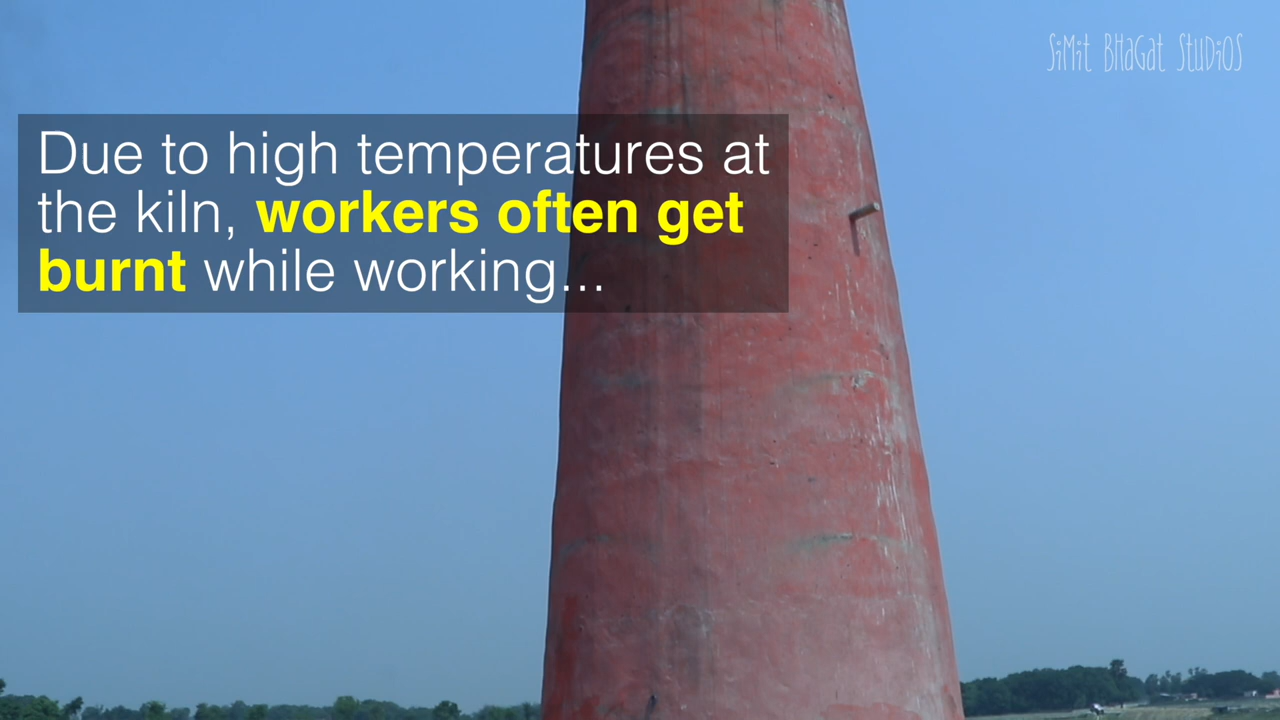 SiMit BHaGat StuDiOS
Due to high temperatures at
the kiln, workers often get
burnt while working...